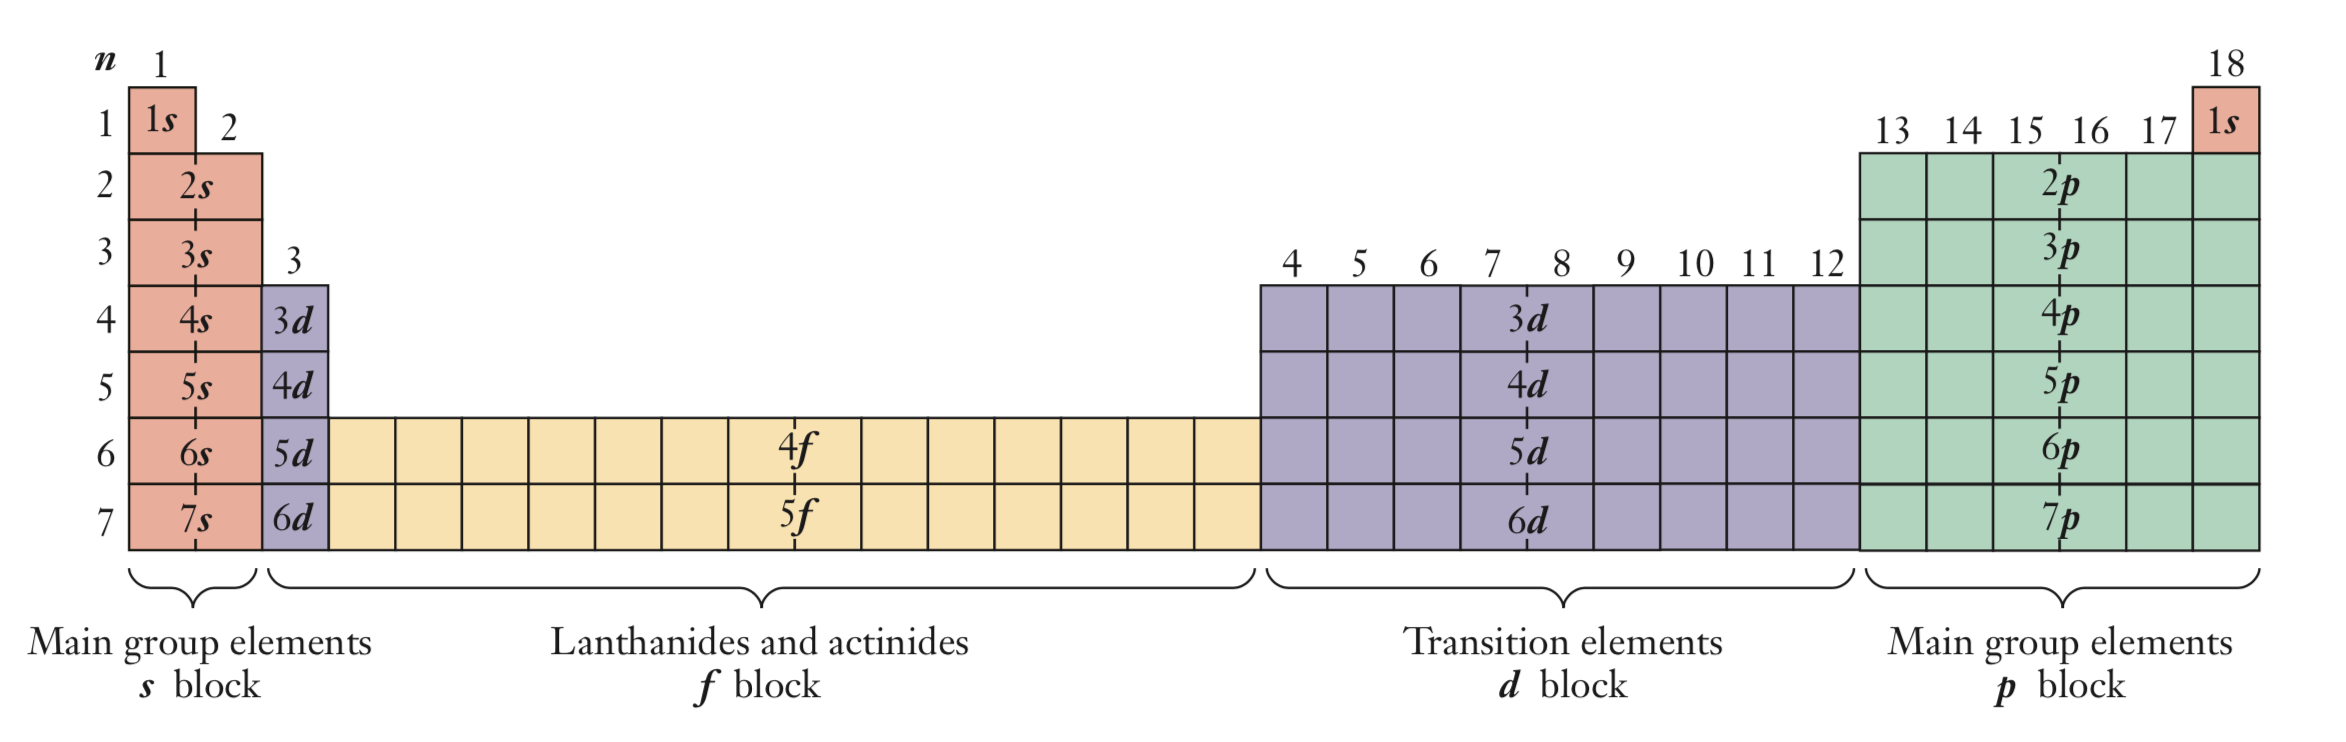 n 1 18
1 1s 2 13 14 15 16 17 1s
2 2s 2p
3 3s 3 4 5 6 7 8 9 10 11 12 3p
4 4s 3d 3d 4p
5 5s 4d 4d 5p
6 6s 5d 4f 5d 6p
7 7s 6d 5f 6d 7p
Main group elements
s block
Lanthanides and actinides
f block
Transition elements
d block
Main group elements
p block